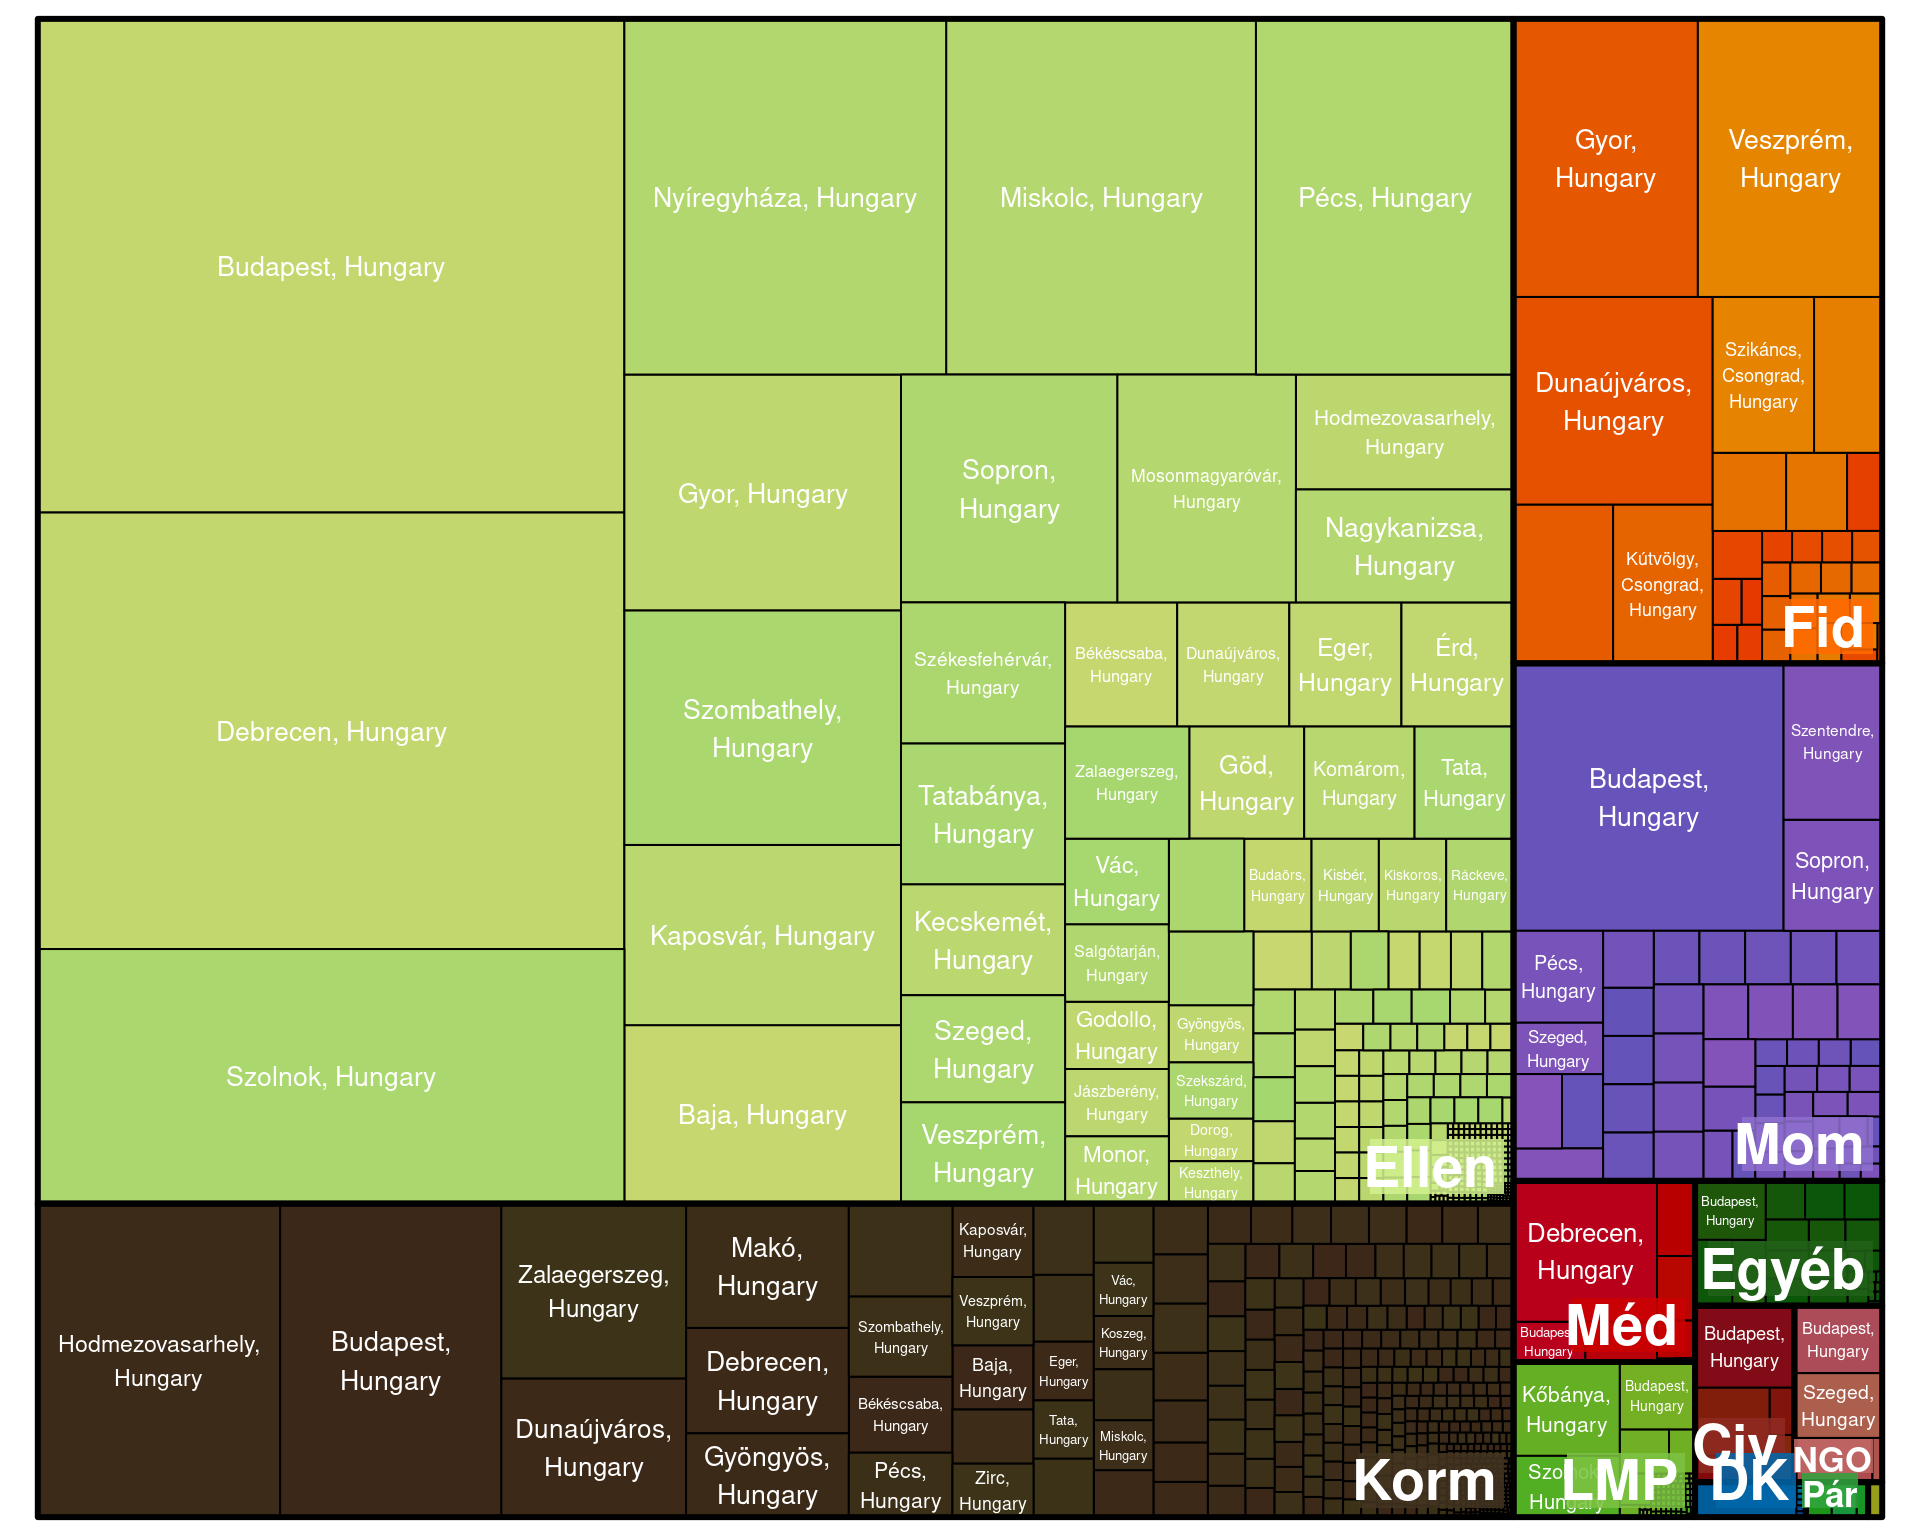 Budapest, Hungary
Debrecen, Hungary
Szolnok, Hungary
Nyíregyháza, Hungary
Miskolc, Hungary
Pécs, Hungary
Gyor, Hungary
Szombathely,
Hungary
Kaposvár, Hungary
Baja, Hungary
Sopron,
Hungary
Mosonmagyaróvár,
Hungary
Hodmezovasarhely,
Hungary
Nagykanizsa,
Hungary
Székesfehérvár,
Hungary
Tatabánya,
Hungary
Kecskemét,
Hungary
Szeged,
Hungary
Veszprém,
Hungary
Békéscsaba,
Hungary
Dunaújváros,
Hungary
Eger,
Hungary
Érd,
Hungary
Zalaegerszeg,
Hungary
Göd,
Hungary
Komárom,
Hungary
Tata,
Hungary
Vác,
Hungary
Budaörs,
Hungary
Kisbér,
Hungary
Kiskoros,
Hungary
Ráckeve,
Hungary
Salgótarján,
Hungary
Godollo,
Hungary
Jászberény,
Hungary
Monor,
Hungary
Gyöngyös,
Hungary
Szekszárd,
Hungary
Dorog,
Hungary
Keszthely,
Hungary
Ellen
Hodmezovasarhely,
Hungary
Budapest,
Hungary
Zalaegerszeg,
Hungary
Dunaújváros,
Hungary
Makó,
Hungary
Debrecen,
Hungary
Gyöngyös,
Hungary
Szombathely,
Hungary
Békéscsaba,
Hungary
Pécs,
Hungary
Kaposvár,
Hungary
Veszprém,
Hungary
Baja,
Hungary
Zirc,
Hungary
Eger,
Hungary
Tata,
Hungary
Vác,
Hungary
Koszeg,
Hungary
Miskolc,
Hungary
Korm
Gyor,
Hungary
Veszprém,
Hungary
Dunaújváros,
Hungary
Szikáncs,
Csongrad,
Hungary
Kútvölgy,
Csongrad,
Hungary
Fid
Budapest,
Hungary
Szentendre,
Hungary
Sopron,
Hungary
Pécs,
Hungary
Szeged,
Hungary
Mom
Debrecen,
Hungary
Budapest,
Hungary
Méd
Budapest,
Hungary
Egyéb
Kőbánya,
Hungary
Budapest,
Hungary
Szolnok,
Hungary
LMP
Budapest,
Hungary
Civ
Budapest,
Hungary
Szeged,
Hungary
NGO
DK
Pár